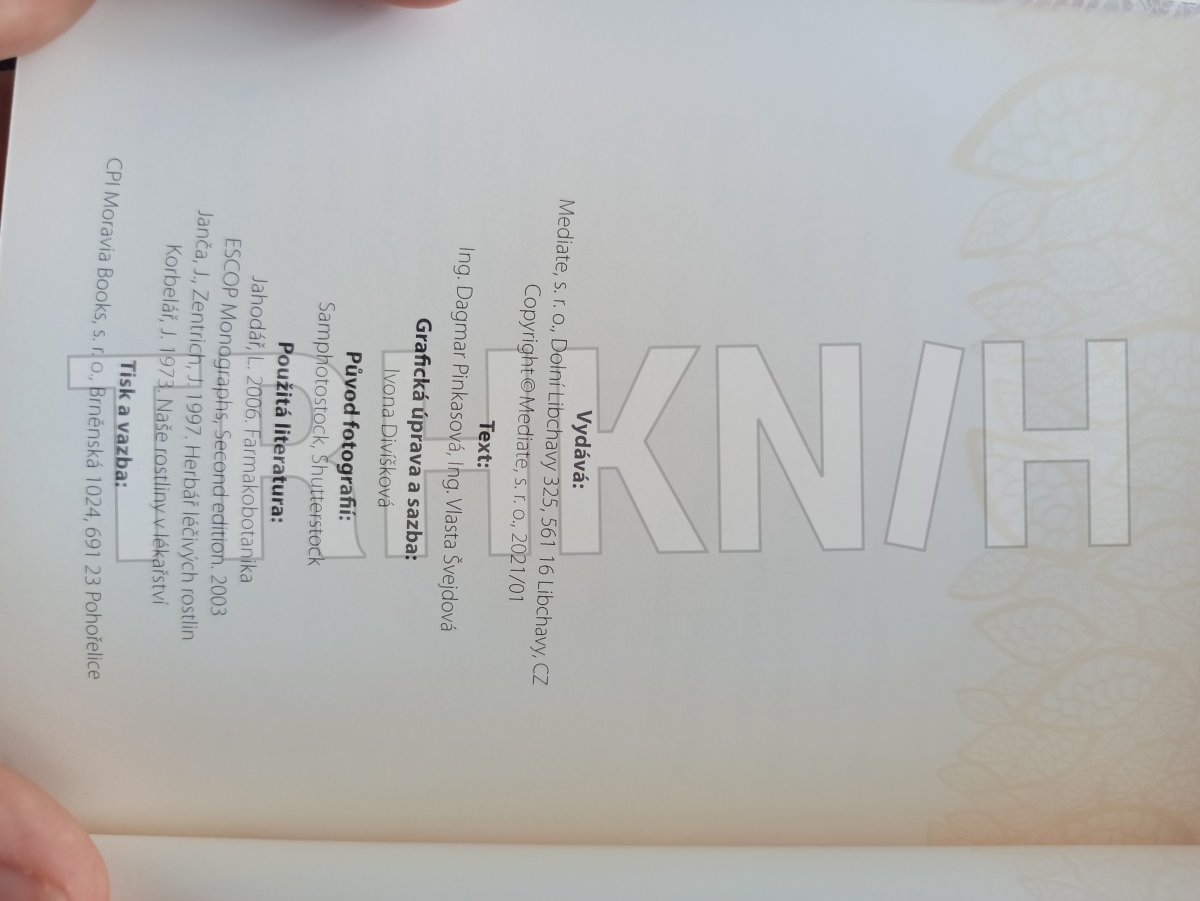 Vydává:
Mediate, s. r. o., Dolní Libchavy 325, 561 16 Libchavy, CZ
Copyright © Mediate, s. r. o., 2021/01
Text:
Ing. Dagmar Pinkasová, Ing. Vlasta Švejdová
Grafická úprava a sazba:
Ivona Divíšková
Původ fotografií:
Samphotostock, Shutterstock
Použitá literatura:
Jahodář, L. 2006. Farmakobotanika
ESCOP Monographs, Second edition. 2003
Janča, J., Zentrich, J. 1997. Herbář léčivých rostlin
Korbelář, J. 1973. Naše rostliny v lékařství
Tisk a vazba:
CPI Moravia Books, s. r. o., Brněnská 1024, 691 23 Pohořelice